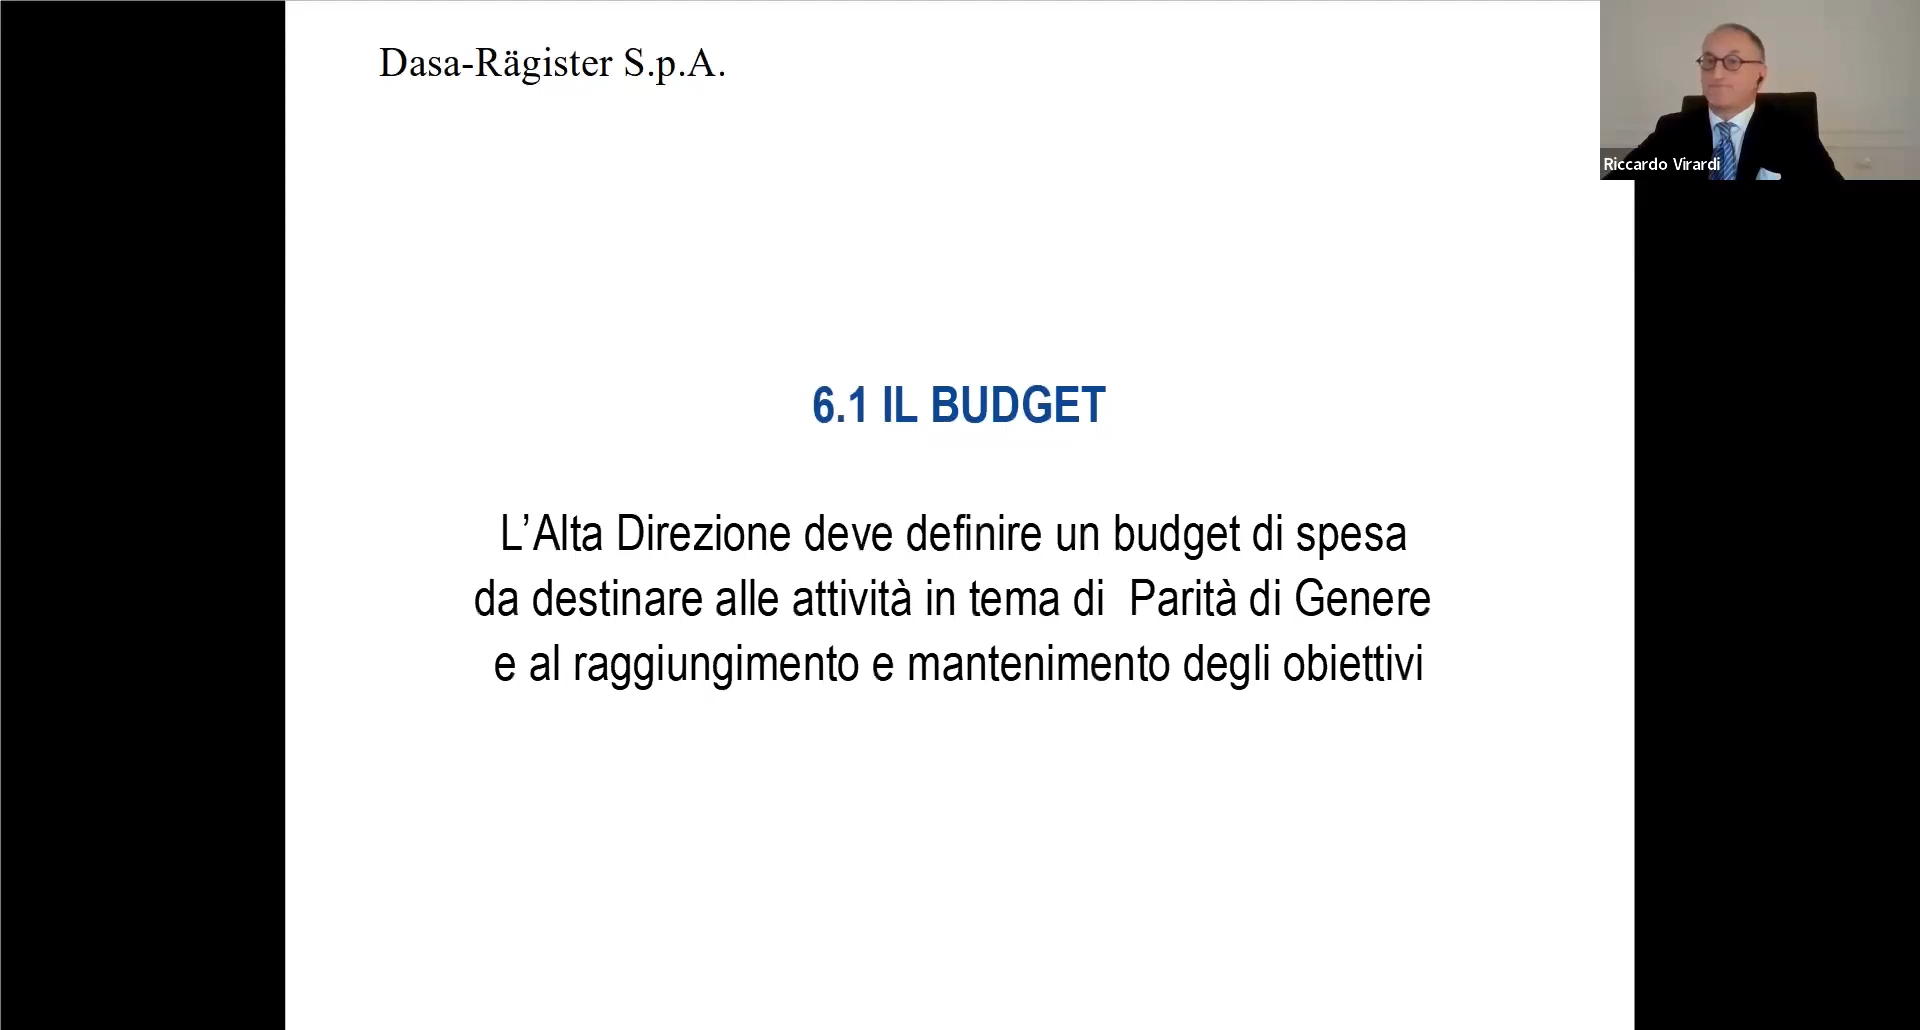 Dasa-Rägister S.p.A.
Riccardo Virardi
6.1 IL BUDGET
L’Alta Direzione deve definire un budget di spesa
da destinare alle attività in tema di  Parità di Genere
e al raggiungimento e mantenimento degli obiettivi